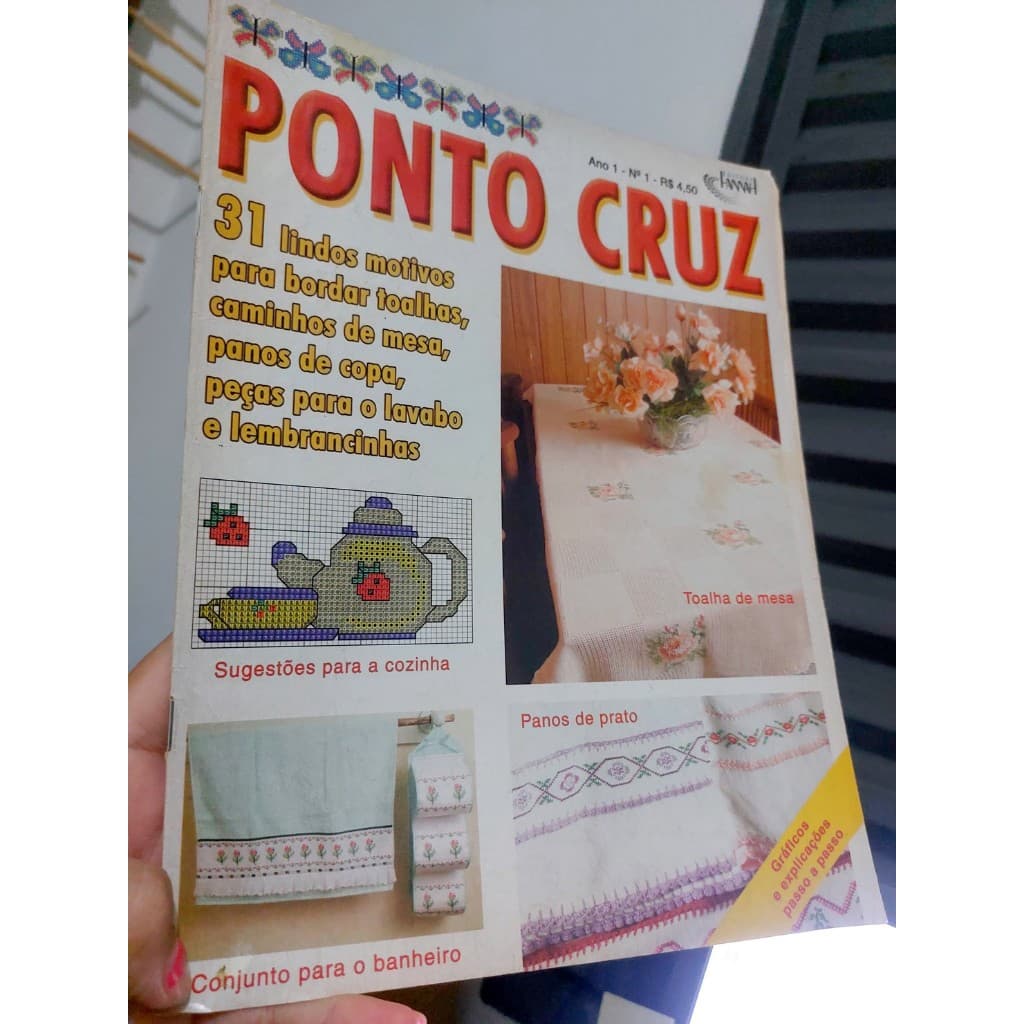 PONTO CRUZ
Ano 1 - Nº 1 - R$ 4,50
31 lindos motivos
para bordar toalhas,
caminhos de mesa,
panos de copa,
peças para o lavabo
e lembrancinhas
Toalha de mesa
Sugestões para a cozinha
Panos de prato
Gráficos
e explicações
passo a passo
Conjunto para o banheiro